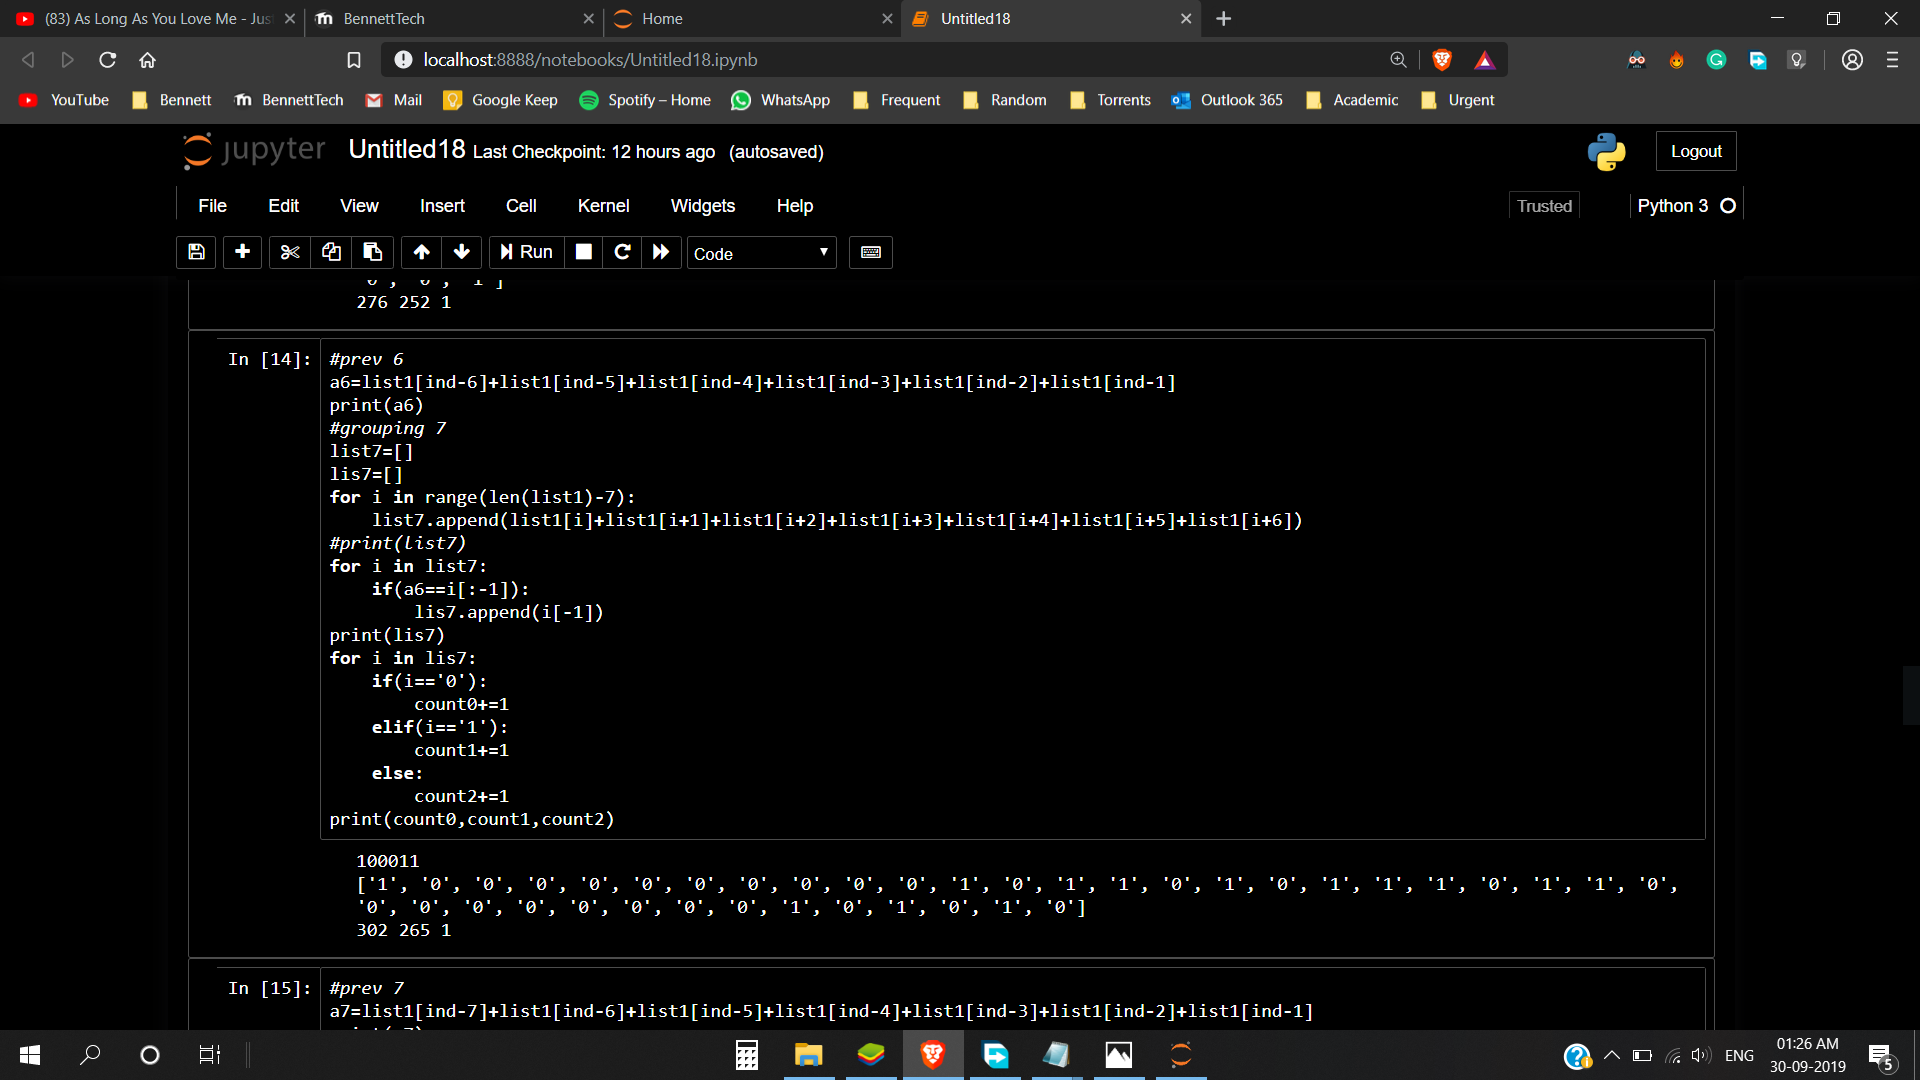 (83) As Long As You Love Me - Jus
BennettTech
Home
Untitled18
localhost:8888/notebooks/Untitled18.ipynb
YouTube Bennett BennettTech Mail Google Keep Spotify – Home WhatsApp Frequent Random Torrents Outlook 365 Academic Urgent
jupyter Untitled18 Last Checkpoint: 12 hours ago (autosaved) Logout
File Edit View Insert Cell Kernel Widgets Help Trusted Python 3
Run Code
276 252 1
In [14]: #prev 6
a6=list1[ind-6]+list1[ind-5]+list1[ind-4]+list1[ind-3]+list1[ind-2]+list1[ind-1]
print(a6)
#grouping 7
list7=[]
lis7=[]
for i in range(len(list1)-7):
    list7.append(list1[i]+list1[i+1]+list1[i+2]+list1[i+3]+list1[i+4]+list1[i+5]+list1[i+6])
#print(list7)
for i in list7:
    if(a6==i[:-1]):
        lis7.append(i[-1])
print(lis7)
for i in lis7:
    if(i=='0'):
        count0+=1
    elif(i=='1'):
        count1+=1
    else:
        count2+=1
print(count0,count1,count2)
100011
['1', '0', '0', '0', '0', '0', '0', '0', '0', '0', '0', '1', '0', '1', '1', '0', '1', '0', '1', '1', '1', '0', '1', '1', '0',
'0', '0', '0', '0', '0', '0', '0', '0', '1', '0', '1', '0', '1', '0']
302 265 1
In [15]: #prev 7
a7=list1[ind-7]+list1[ind-6]+list1[ind-5]+list1[ind-4]+list1[ind-3]+list1[ind-2]+list1[ind-1]
ENG
01:26 AM
30-09-2019
5